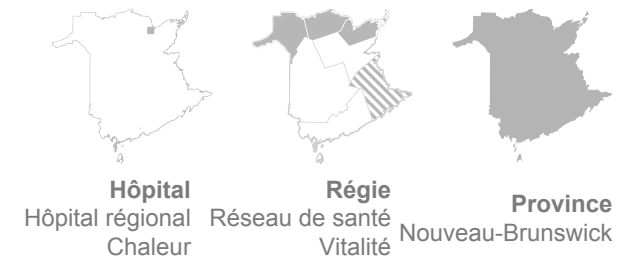 Hôpital
Hôpital régional
Chaleur
Régie
Réseau de santé
Vitalité
Province
Nouveau-Brunswick